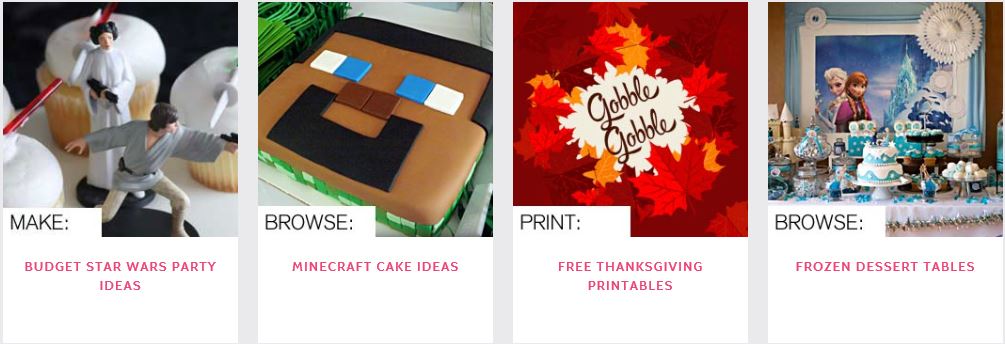 Gobble
Gobble
MAKE:
BROWSE:
PRINT:
BROWSE:
BUDGET STAR WARS PARTY
IDEAS
MINECRAFT CAKE IDEAS
FREE THANKSGIVING
PRINTABLES
FROZEN DESSERT TABLES